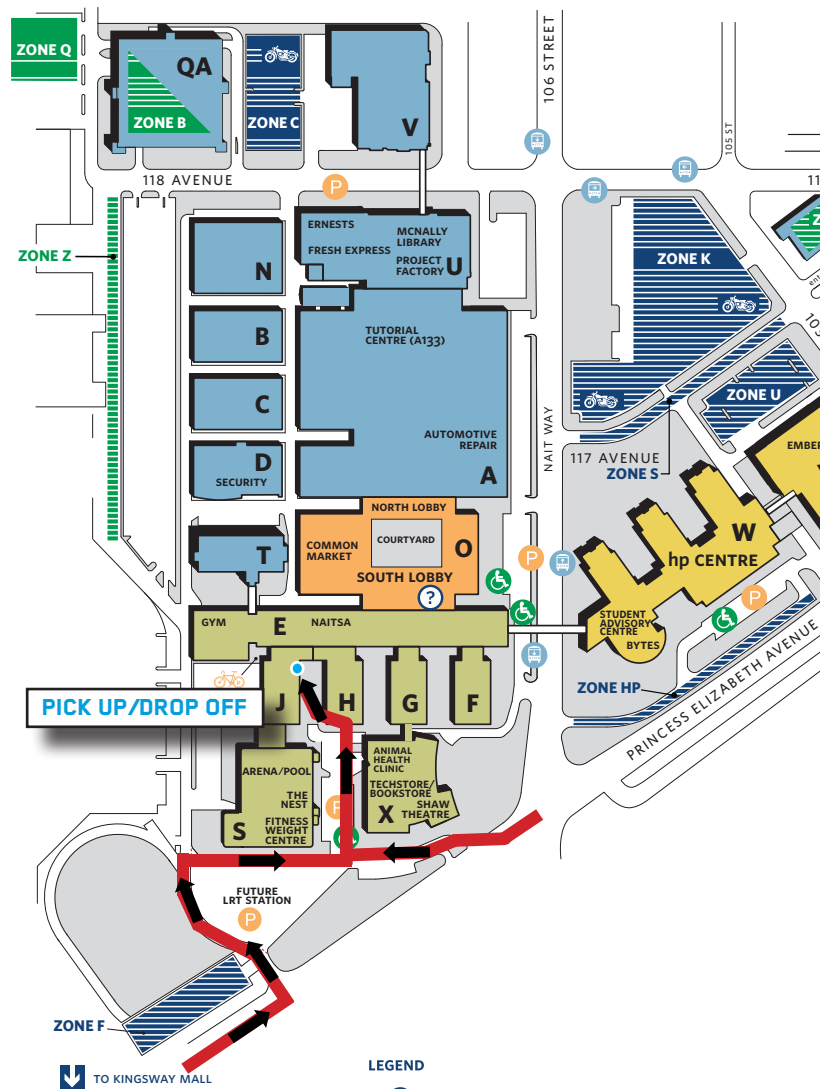 ZONE Q
QA
ZONE B
ZONE C
V
106 STREET
105 ST
118 AVENUE
P
ERNESTS
MCNALLY
LIBRARY
FRESH EXPRESS
PROJECT
FACTORY
U
ZONE Z
N
ZONE K
B
TUTORIAL
CENTRE (A133)
C
ZONE U
AUTOMOTIVE
REPAIR
NAIT WAY
117 AVENUE
ZONE S
D
SECURITY
A
NORTH LOBBY
W
hp CENTRE
COMMON
MARKET
COURTYARD
O
T
SOUTH LOBBY
P
?
P
GYM
E
NAITSA
STUDENT
ADVISORY
CENTRE
BYTES
ZONE HP
PRINCESS ELIZABETH AVENUE
PICK UP/DROP OFF
J
H
G
F
ANIMAL
HEALTH
CLINIC
ARENA/POOL
TECHSTORE/
BOOKSTORE
THE
NEST
X
SHAW
THEATRE
P
S
FITNESS
WEIGHT
CENTRE
FUTURE
LRT STATION
P
ZONE F
TO KINGSWAY MALL
LEGEND